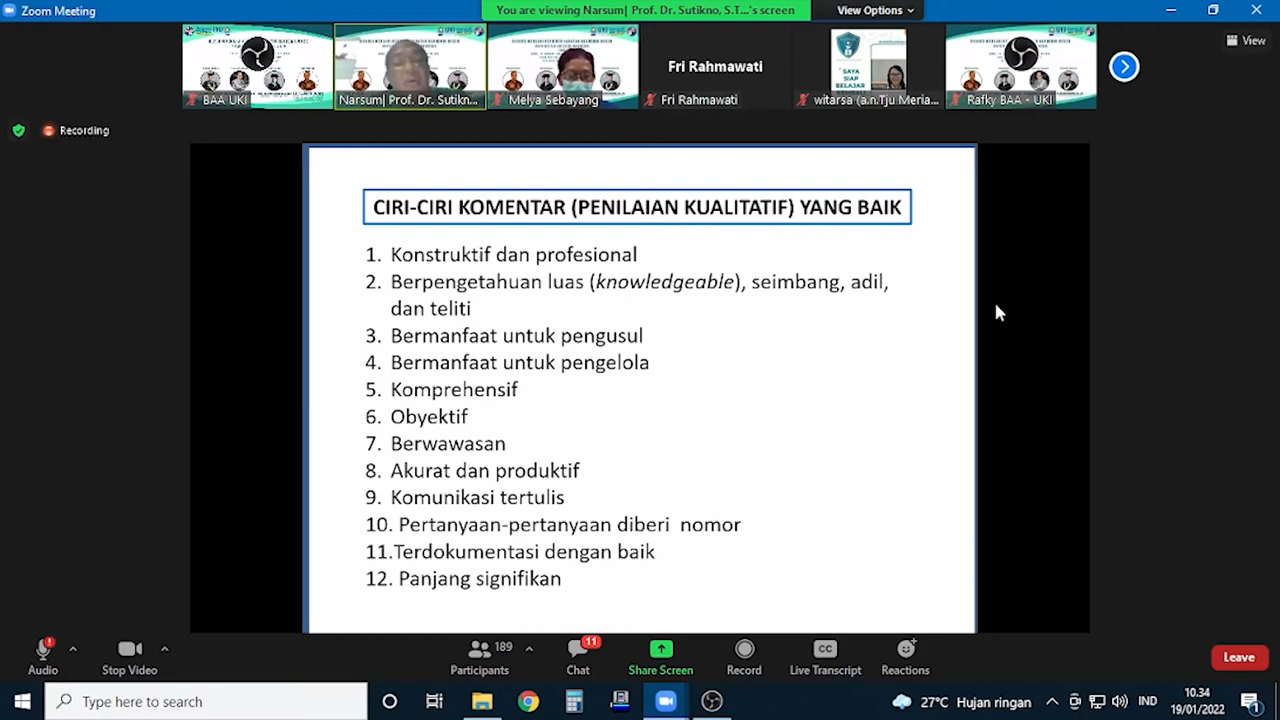 Zoom Meeting
You are viewing Narsum| Prof. Dr. Sutikno, S.T...'s screen
View Options
BAA UKI
Narsum| Prof. Dr. Sutikn...
Melya Sebayang
Fri Rahmawati
Fri Rahmawati
SAYA
SIAP
BELAJAR
witarsa (a.n.Tju Meria...
Rafky BAA - UKI
Recording
CIRI-CIRI KOMENTAR (PENILAIAN KUALITATIF) YANG BAIK
1. Konstruktif dan profesional
2. Berpengetahuan luas (knowledgeable), seimbang, adil,
dan teliti
3. Bermanfaat untuk pengusul
4. Bermanfaat untuk pengelola
5. Komprehensif
6. Obyektif
7. Berwawasan
8. Akurat dan produktif
9. Komunikasi tertulis
10. Pertanyaan-pertanyaan diberi nomor
11.Terdokumentasi dengan baik
12. Panjang signifikan
Audio
Stop Video
189
Participants
11
Chat
Share Screen
Record
CC
Live Transcript
Reactions
Leave
Type here to search
27°C Hujan ringan
IND
10.34
19/01/2022
1